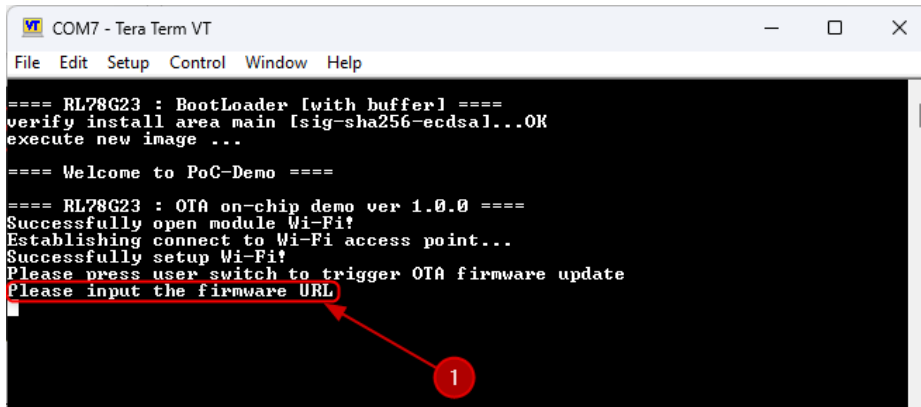 COM7 - Tera Term VT
File Edit Setup Control Window Help
==== RL78G23 : BootLoader [with buffer] ====
verify install area main [sig-sha256-ecdsa]...OK
execute new image ...
==== Welcome to PoC-Demo ====
==== RL78G23 : OTA on-chip demo ver 1.0.0 ====
Successfully open module Wi-Fi!
Establishing connect to Wi-Fi access point...
Successfully setup Wi-Fi!
Please press user switch to trigger OTA firmware update
Please input the firmware URL
1